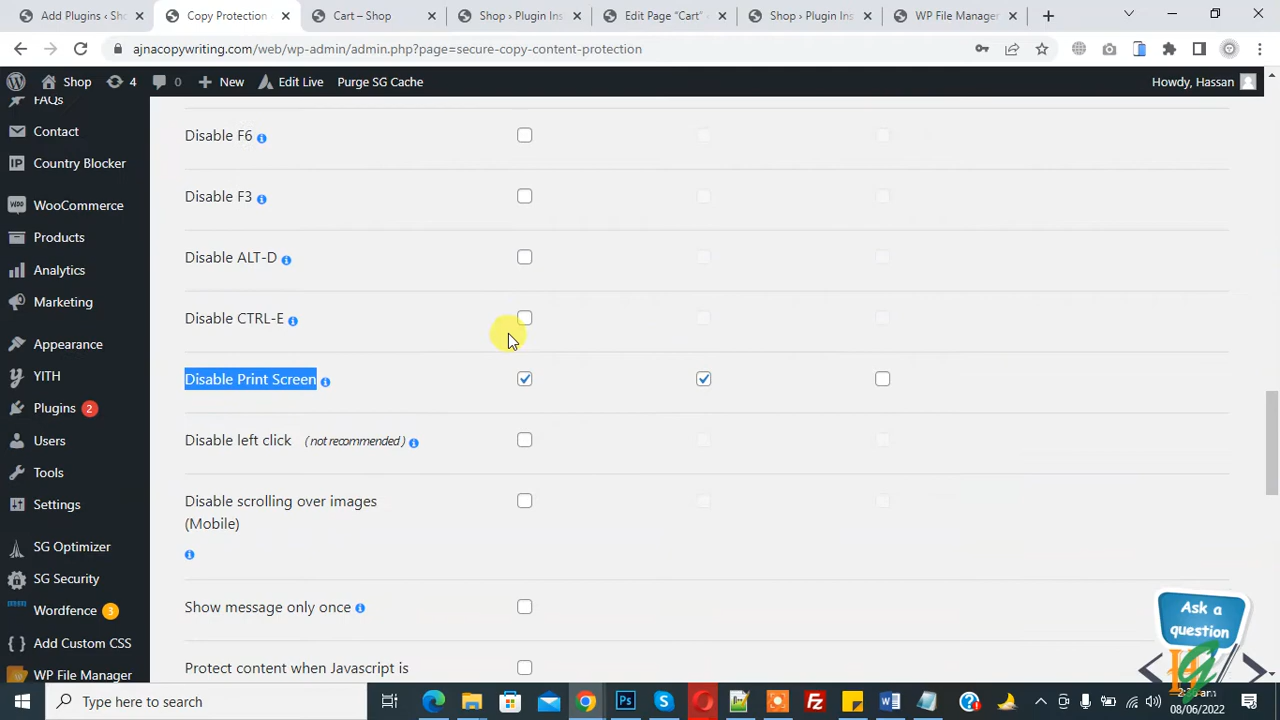 Add Plugins ‹ Sho
Copy Protection
Cart – Shop
Shop › Plugin Ins
Edit Page “Cart” ‹
Shop › Plugin Ins
WP File Manager
ajnacopywriting.com/web/wp-admin/admin.php?page=secure-copy-content-protection
Shop
4
0
New
Edit Live
Purge SG Cache
Howdy, Hassan
FAQs
Contact
Country Blocker
WooCommerce
Products
Analytics
Marketing
Appearance
YITH
Plugins 2
Users
Tools
Settings
SG Optimizer
SG Security
Wordfence 3
Add Custom CSS
WP File Manager
Disable F6
Disable F3
Disable ALT-D
Disable CTRL-E
Disable Print Screen
Disable left click ( not recommended )
Disable scrolling over images
(Mobile)
Show message only once
Protect content when Javascript is
Ask a
question
Type here to search
08/06/2022